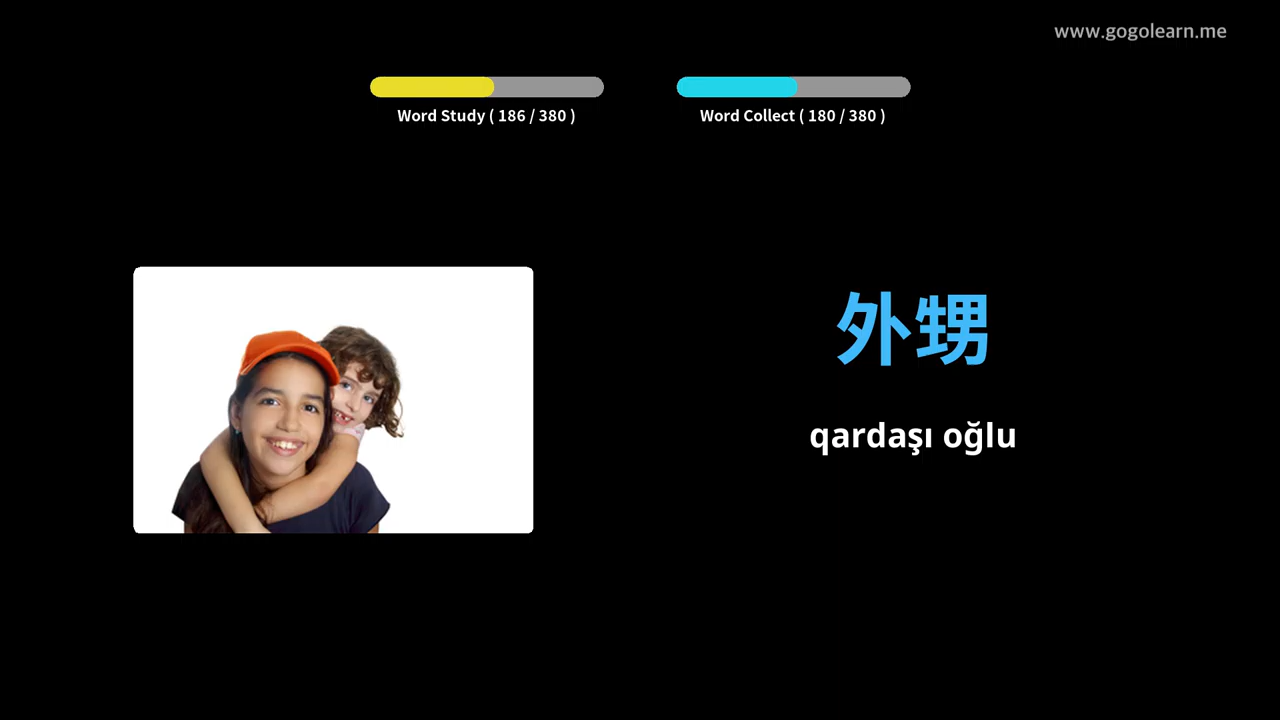 www.gogolearn.me
Word Study ( 186 / 380 )
Word Collect ( 180 / 380 )
外甥
qardaşı oğlu